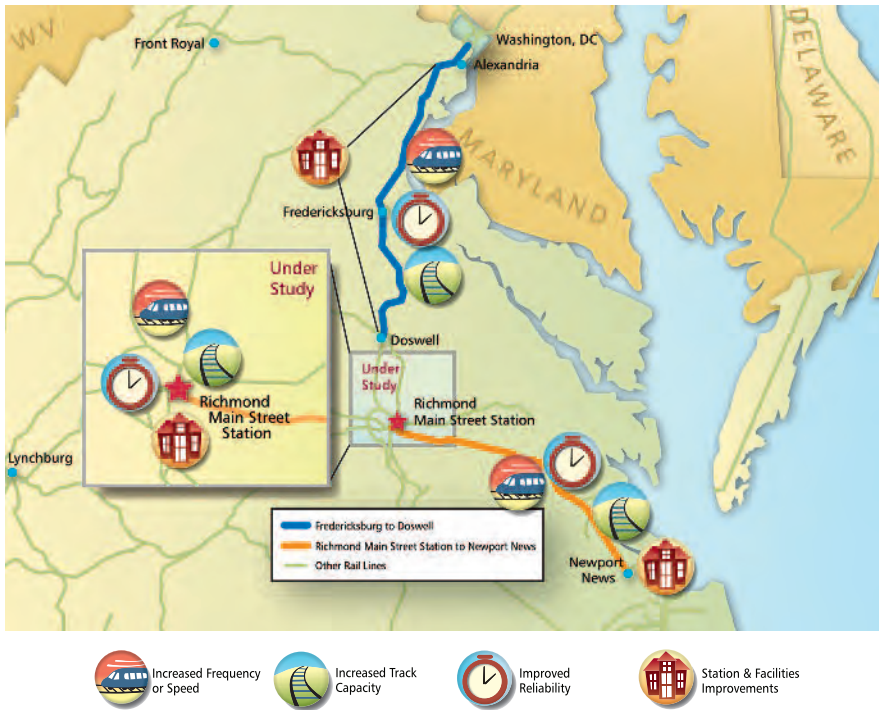 WV
Front Royal
Washington, DC
Alexandria
DELAWARE
MARYLAND
Fredericksburg
Under
Study
Doswell
Under
Study
Richmond
Main Street Station
Richmond
Main Street
Station
Lynchburg
Fredericksburg to Doswell
Richmond Main Street Station to Newport News
Other Rail Lines
Newport
News
Increased Frequency
or Speed
Increased Track
Capacity
Improved
Reliability
Station & Facilities
Improvements